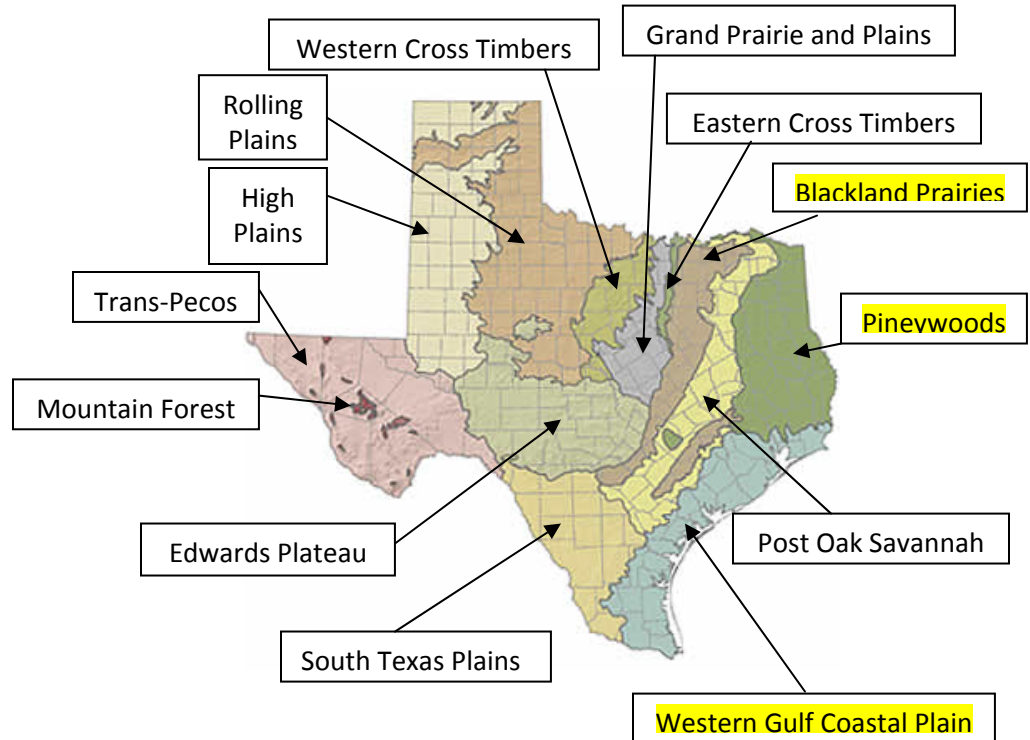 Western Cross Timbers
Grand Prairie and Plains
Rolling
Plains
Eastern Cross Timbers
High
Plains
Blackland Prairies
Trans-Pecos
Pineywoods
Mountain Forest
Edwards Plateau
Post Oak Savannah
South Texas Plains
Western Gulf Coastal Plain